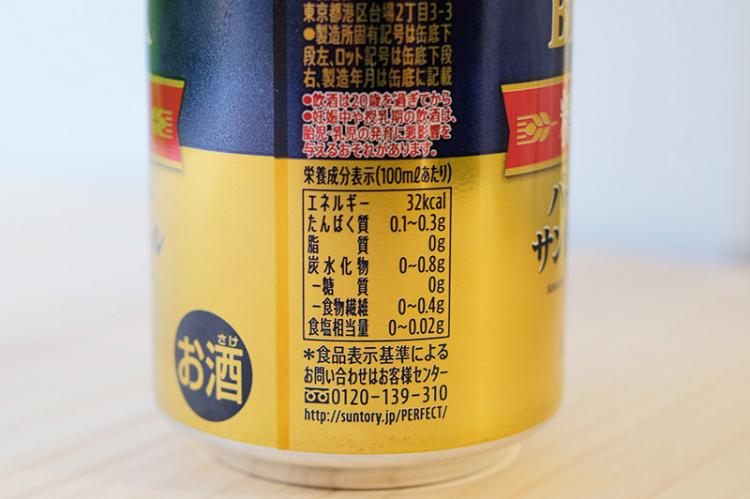 東京都港区台場2丁目3-3
●製造所固有記号は缶底下
段左、ロット記号は缶底下段
右、製造年月は缶底に記載
●飲酒は20歳を過ぎてから
●妊娠中や授乳期の飲酒は、
胎児・乳児の発育に悪影響を
与えるおそれがあります。
栄養成分表示(100mlあたり)
エネルギー 32kcal
たんぱく質 0.1~0.3g
脂質 0g
炭水化物 0~0.8g
-糖質 0g
-食物繊維 0~0.4g
食塩相当量 0~0.02g
*食品表示基準による
お問い合わせはお客様センター
0120-139-310
http://suntory.jp/PERFECT/
さけ
お酒
サン